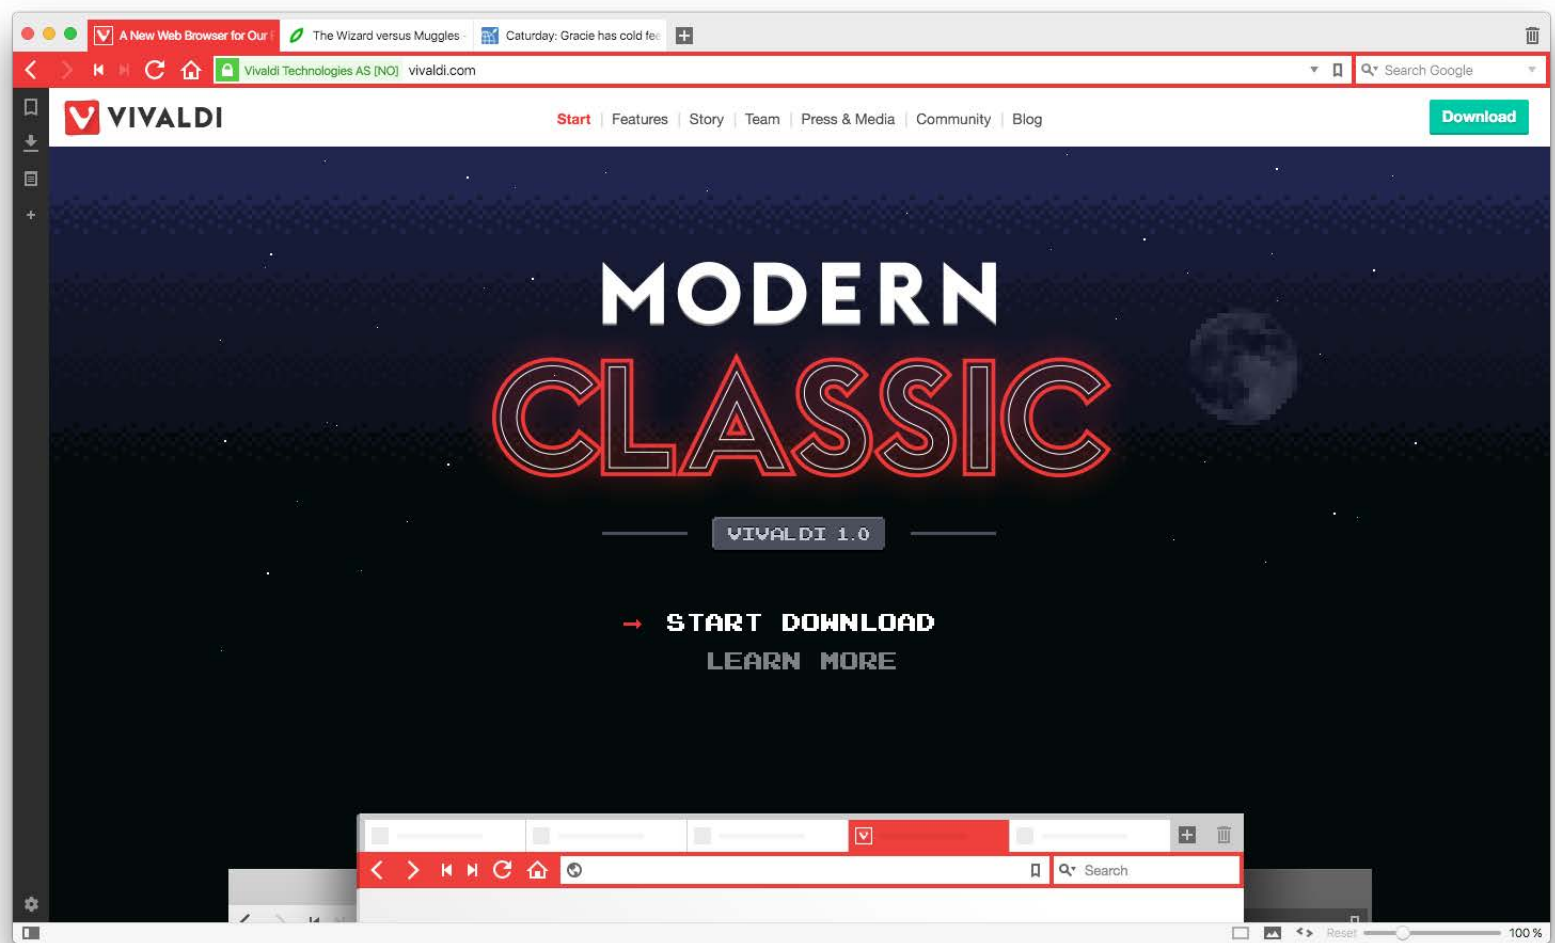 A New Web Browser for Our
The Wizard versus Muggles -
Caturday: Gracie has cold fee
Vivaldi Technologies AS [NO] vivaldi.com
Search Google
VIVALDI
Start | Features | Story | Team | Press & Media | Community | Blog
Download
MODERN
CLASSIC
VIVALDI 1.0
→ START DOWNLOAD
LEARN MORE
Search
Reset 100 %